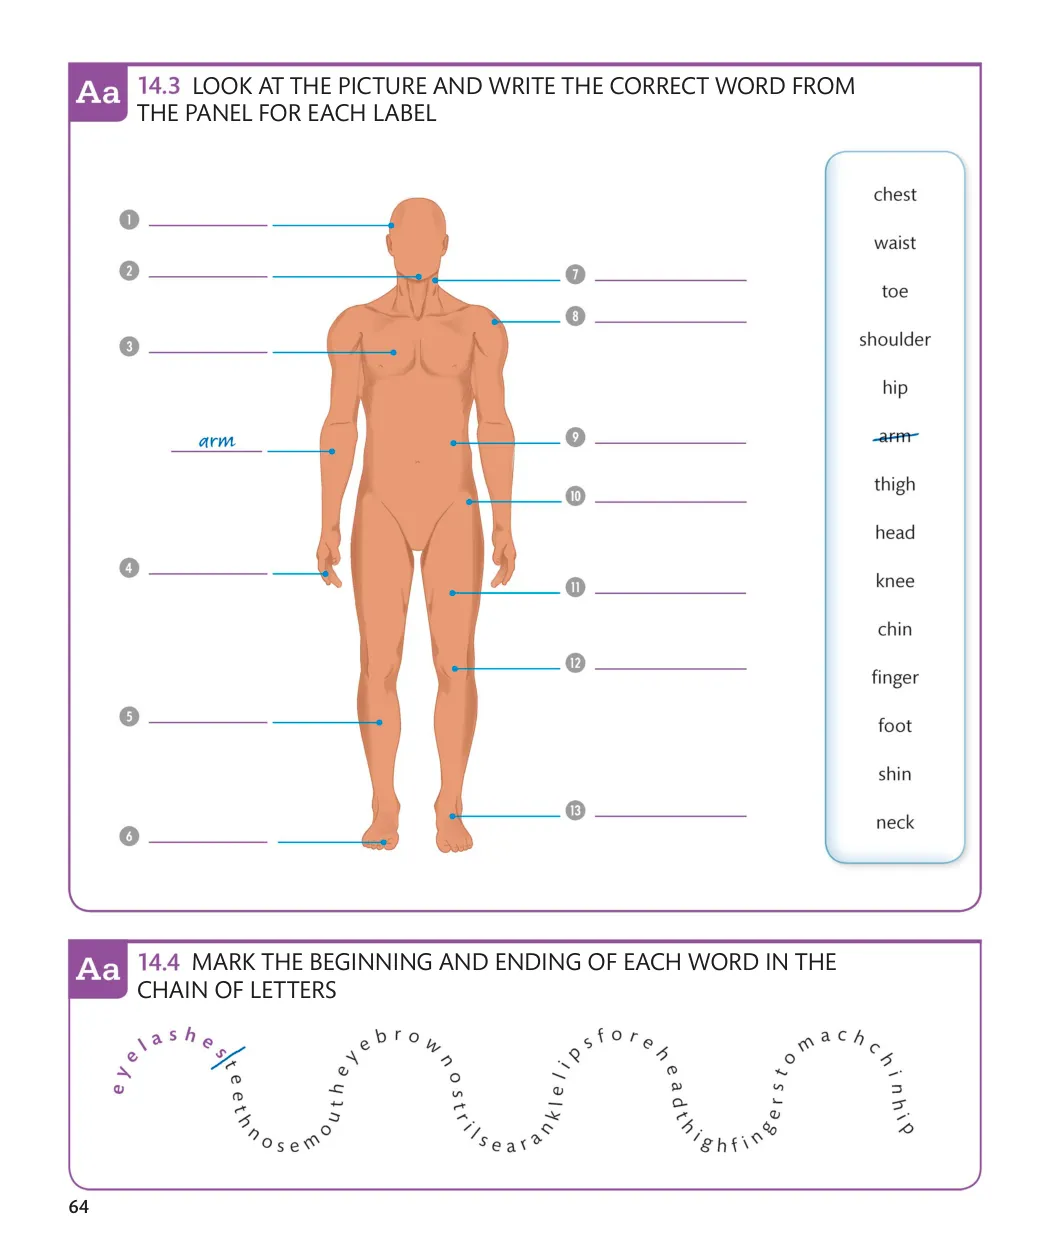 Aa
14.3 LOOK AT THE PICTURE AND WRITE THE CORRECT WORD FROM
THE PANEL FOR EACH LABEL
1
2
3
arm
4
5
6
7
8
9
10
11
12
13
chest
waist
toe
shoulder
hip
arm
thigh
head
knee
chin
finger
foot
shin
neck
Aa
14.4 MARK THE BEGINNING AND ENDING OF EACH WORD IN THE
CHAIN OF LETTERS
eyelashesteethnosemoutheyebrownostrilsearanklelipsforeheadthighfingerstomachchinhip
64